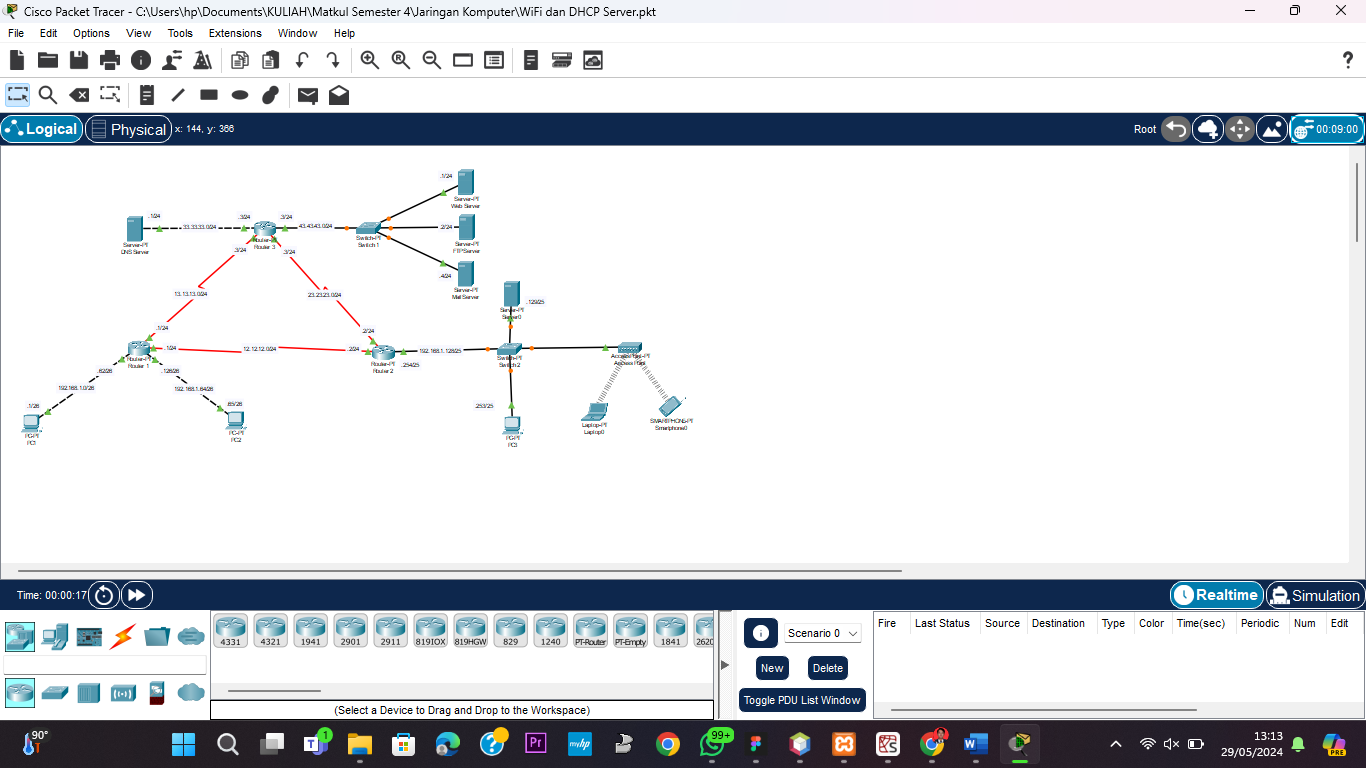 Cisco Packet Tracer - C:\Users\hp\Documents\KULIAH\Matkul Semester 4\Jaringan Komputer\WiFi dan DHCP Server.pkt
File Edit Options View Tools Extensions Window Help
Logical Physical x: 144, y: 366 Root 00:09:00
.1/24
Server-PT
Web Server
.1/24 .3/24 .3/24
33.33.33.0/24 43.43.43.0/24 .2/24
Server-PT
DNS Server
Router 3
Switch-PT
Switch 1
Server-PT
FTP Server
.3/24 .3/24
.4/24
Server-PT
Mail Server
13.13.13.0/24 23.23.23.0/24
.129/25
Server-PT
Server0
.1/24 .2/24
.1/24 12.12.12.0/24 .2/24 192.168.1.128/25
Router-PT
Router 1
Router-PT
Router 2
Switch-PT
Switch 2
Access Point
.62/26 .126/26 .254/25
192.168.1.0/26 192.168.1.64/26
.1/26 .65/26 .253/25
PC-PT
PC1
PC-PT
PC2
PC-PT
PC3
Laptop-PT
Laptop0
SMARTPHONE-PT
Smartphone0
Time: 00:00:17 Realtime Simulation
4331 4321 1941 2901 2911 819IOX 819HGW 829 1240 PT-Router PT-Empty 1841 2620
(Select a Device to Drag and Drop to the Workspace)
Scenario 0
New Delete
Toggle PDU List Window
Fire Last Status Source Destination Type Color Time(sec) Periodic Num Edit
90°
1
99+
13:13
29/05/2024
PRE